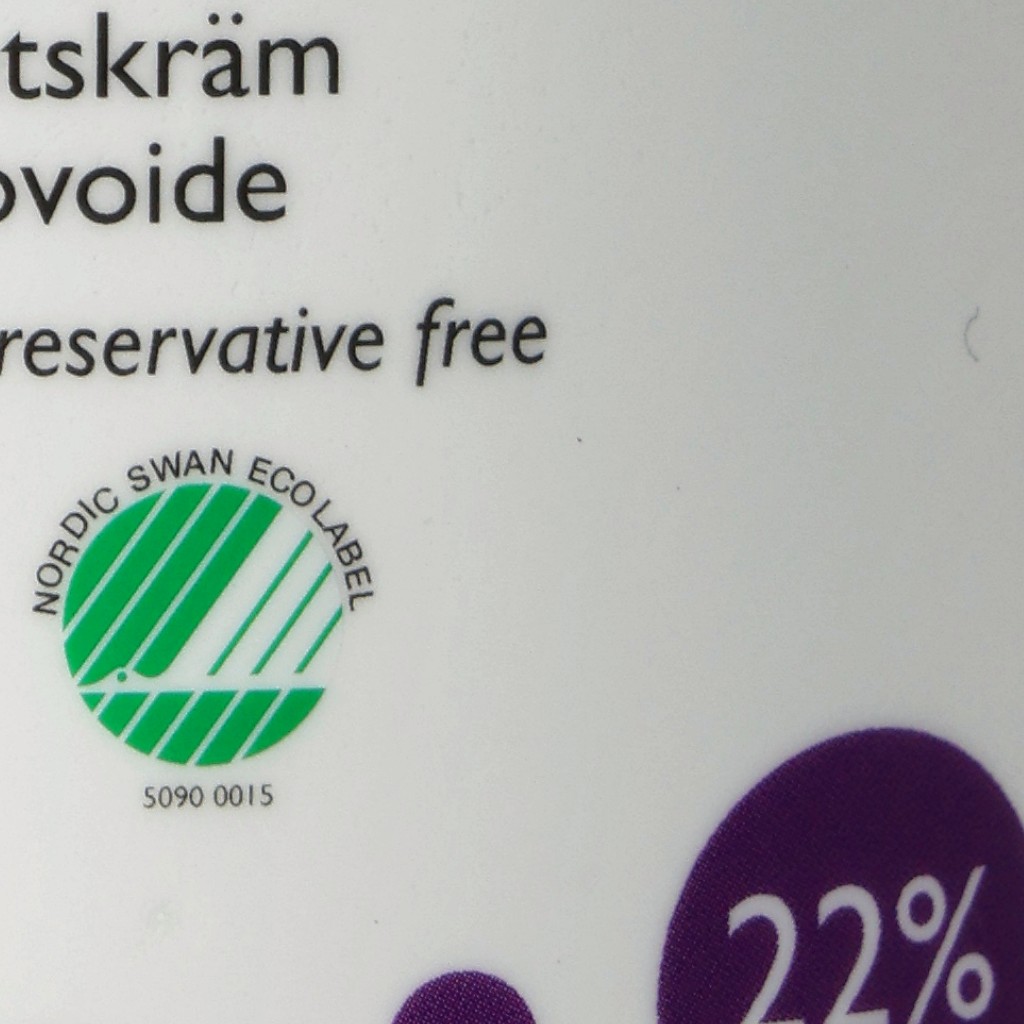 tskräm
ovoide
reservative free
NORDIC SWAN ECOLABEL
5090 0015
22%